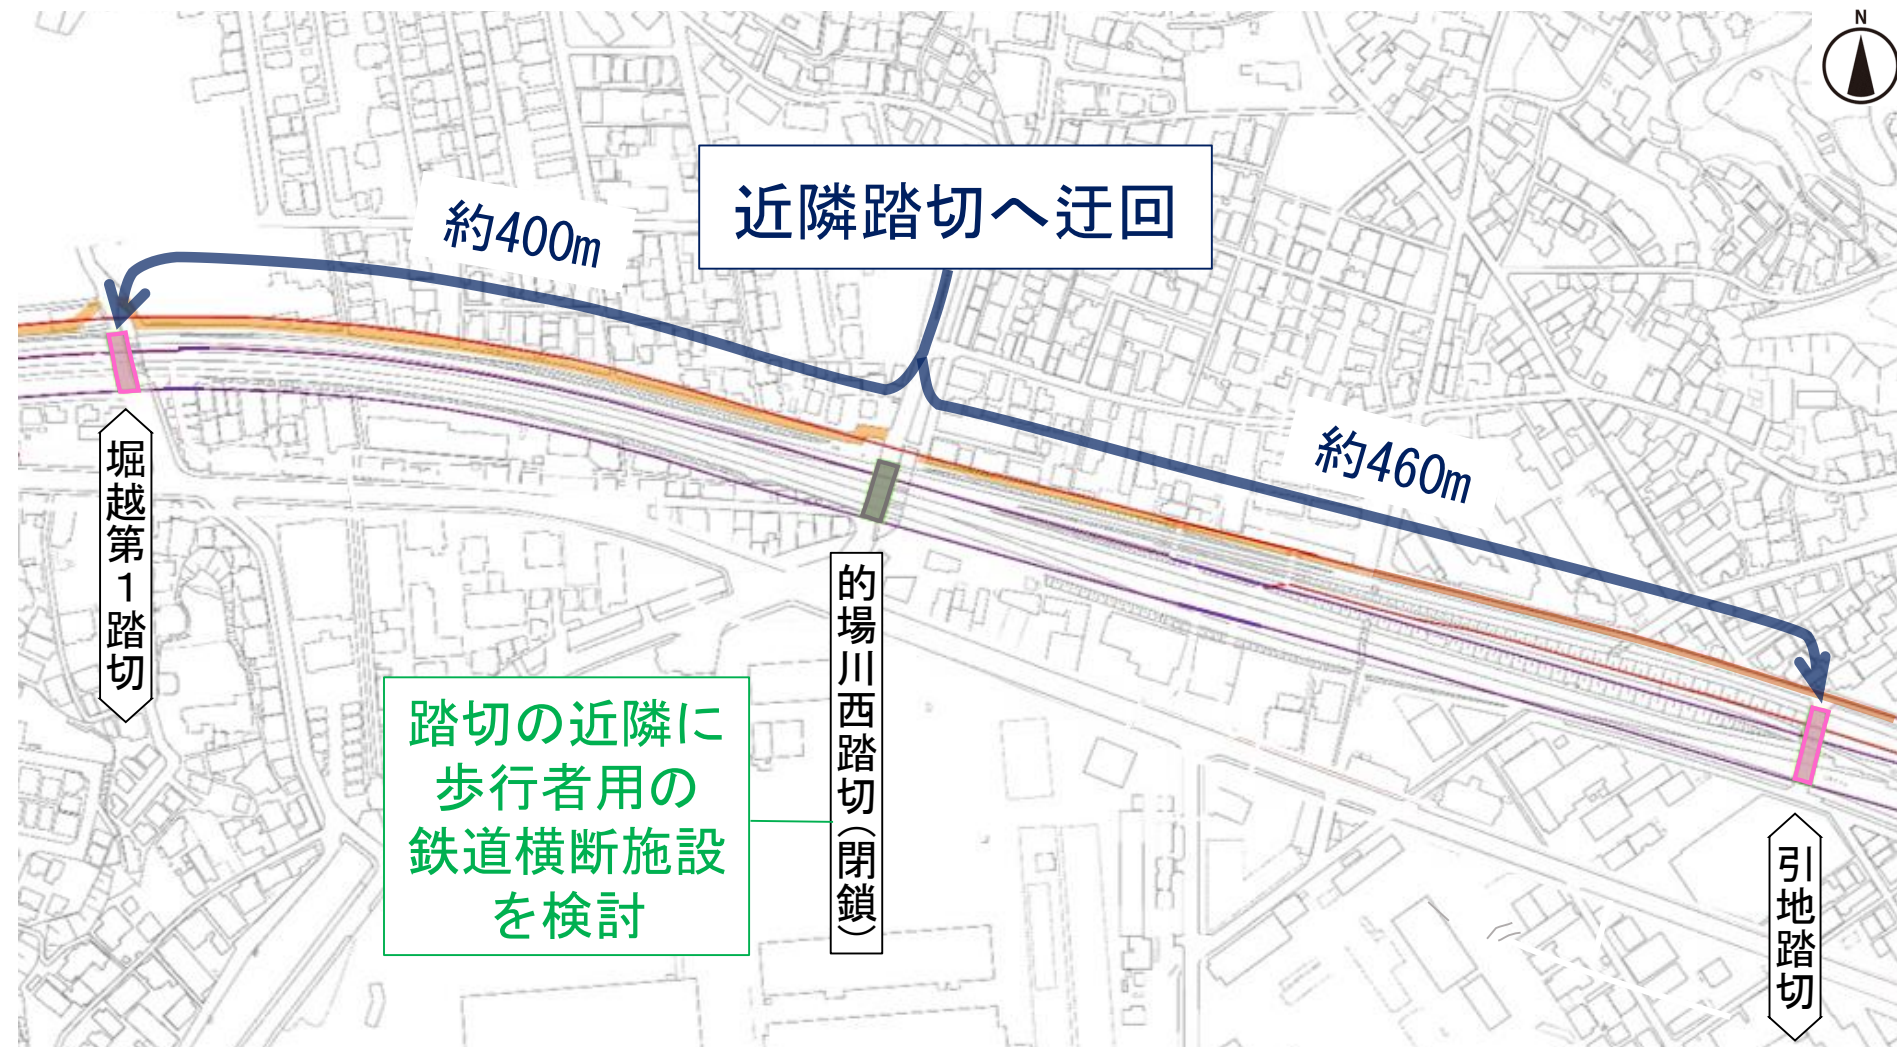 N
近隣踏切へ迂回
約400m
約460m
堀越第1踏切
的場川西踏切(閉鎖)
引地踏切
踏切の近隣に
歩行者用の
鉄道横断施設
を検討